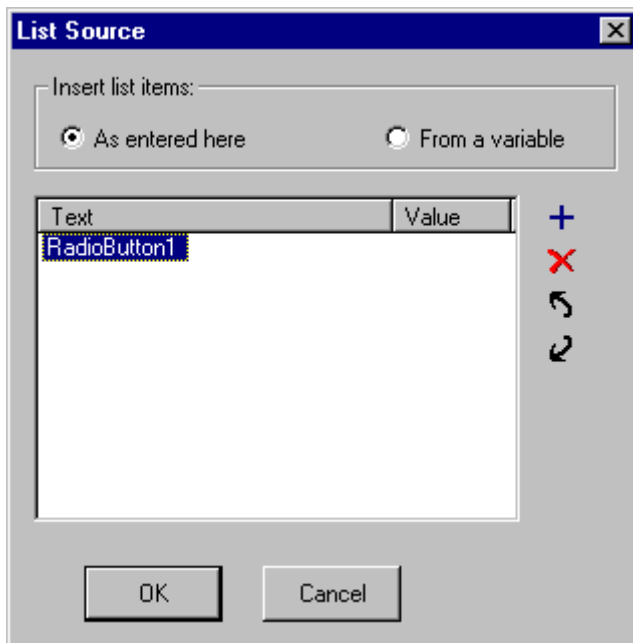 List Source
Insert list items:
As entered here From a variable
Text Value
RadioButton1
OK Cancel